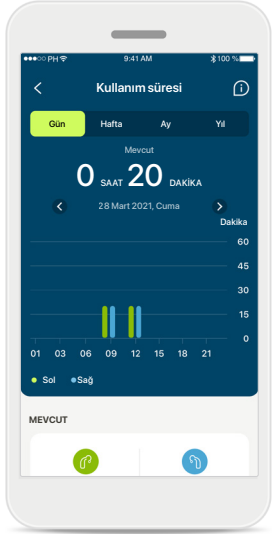 PH 9:41 AM 100 %
Kullanım süresi
Gün Hafta Ay Yıl
Mevcut
0 SAAT 20 DAKİKA
28 Mart 2021, Cuma
Dakika
60
45
30
15
0
01 03 06 09 12 15 18 21
Sol Sağ
MEVCUT